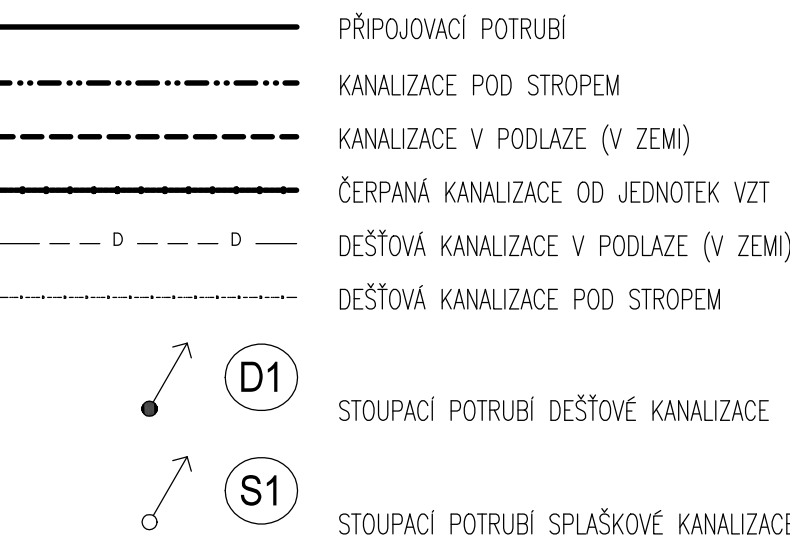 PŘIPOJOVACÍ POTRUBÍ
KANALIZACE POD STROPEM
KANALIZACE V PODLAZE (V ZEMI)
ČERPANÁ KANALIZACE OD JEDNOTEK VZT
D D DEŠŤOVÁ KANALIZACE V PODLAZE (V ZEMI)
DEŠŤOVÁ KANALIZACE POD STROPEM
D1
STOUPACÍ POTRUBÍ DEŠŤOVÉ KANALIZACE
S1
STOUPACÍ POTRUBÍ SPLAŠKOVÉ KANALIZACE